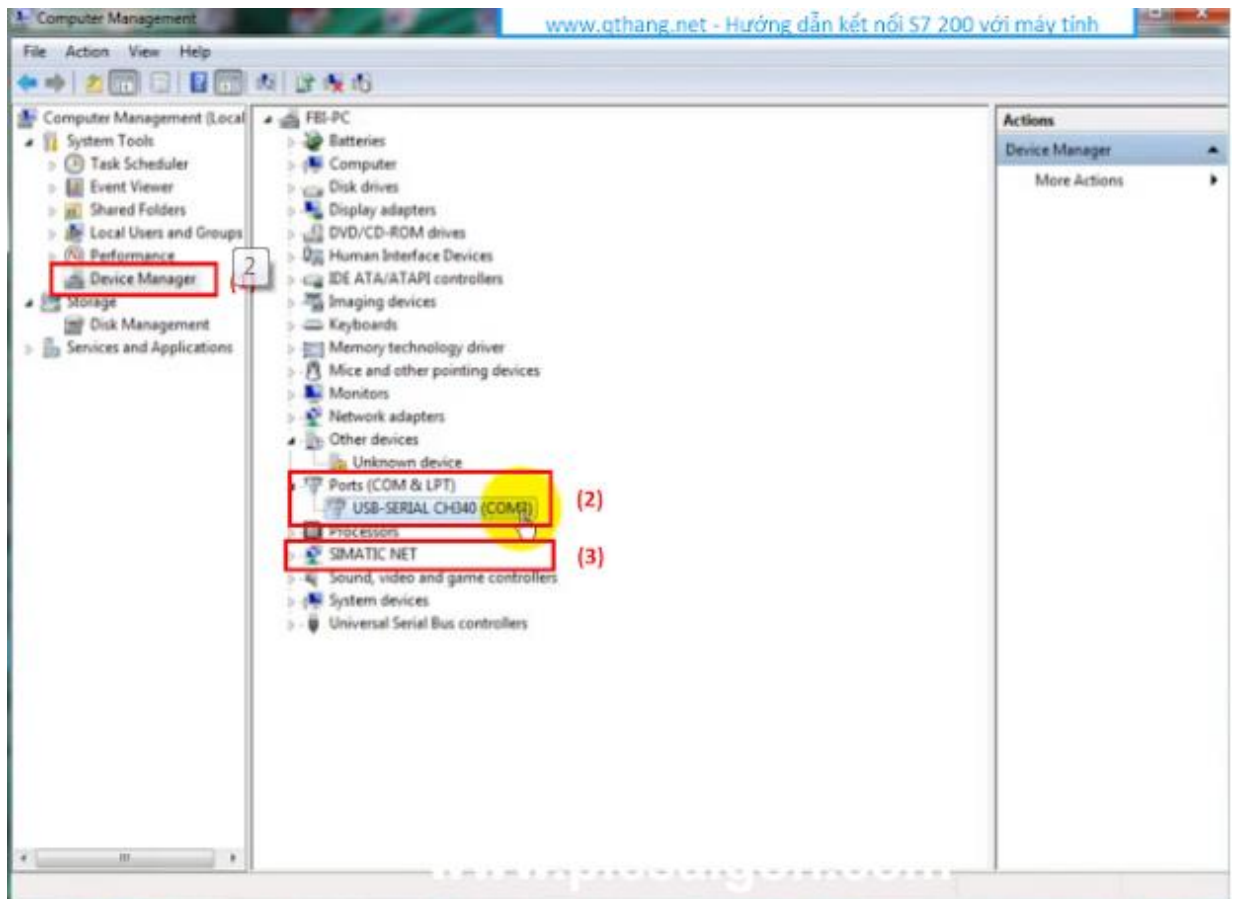 Computer Management
www.qthang.net - Hướng dẫn kết nối S7 200 với máy tính
File Action View Help
Computer Management (Local
System Tools
Task Scheduler
Event Viewer
Shared Folders
Local Users and Groups
Performance
2
Device Manager
Storage
Disk Management
Services and Applications
FBI-PC
Batteries
Computer
Disk drives
Display adapters
DVD/CD-ROM drives
Human Interface Devices
IDE ATA/ATAPI controllers
Imaging devices
Keyboards
Memory technology driver
Mice and other pointing devices
Monitors
Network adapters
Other devices
Unknown device
Ports (COM & LPT)
USB-SERIAL CH340 (COM3)
(2)
Processors
SIMATIC NET
(3)
Sound, video and game controllers
System devices
Universal Serial Bus controllers
Actions
Device Manager
More Actions